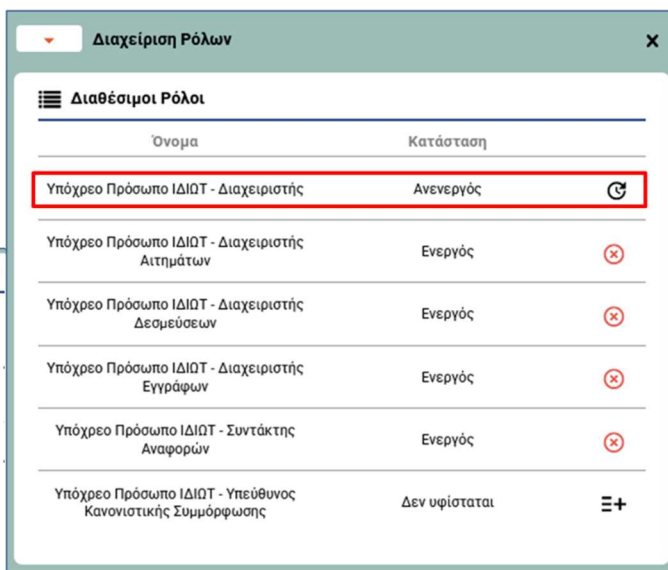 Διαχείριση Ρόλων
Διαθέσιμοι Ρόλοι
Όνομα Κατάσταση
Υπόχρεο Πρόσωπο ΙΔΙΩΤ - Διαχειριστής Ανενεργός
Υπόχρεο Πρόσωπο ΙΔΙΩΤ - Διαχειριστής
Αιτημάτων Ενεργός
Υπόχρεο Πρόσωπο ΙΔΙΩΤ - Διαχειριστής
Δεσμεύσεων Ενεργός
Υπόχρεο Πρόσωπο ΙΔΙΩΤ - Διαχειριστής
Εγγράφων Ενεργός
Υπόχρεο Πρόσωπο ΙΔΙΩΤ - Συντάκτης
Αναφορών Ενεργός
Υπόχρεο Πρόσωπο ΙΔΙΩΤ - Υπεύθυνος
Κανονιστικής Συμμόρφωσης Δεν υφίσταται